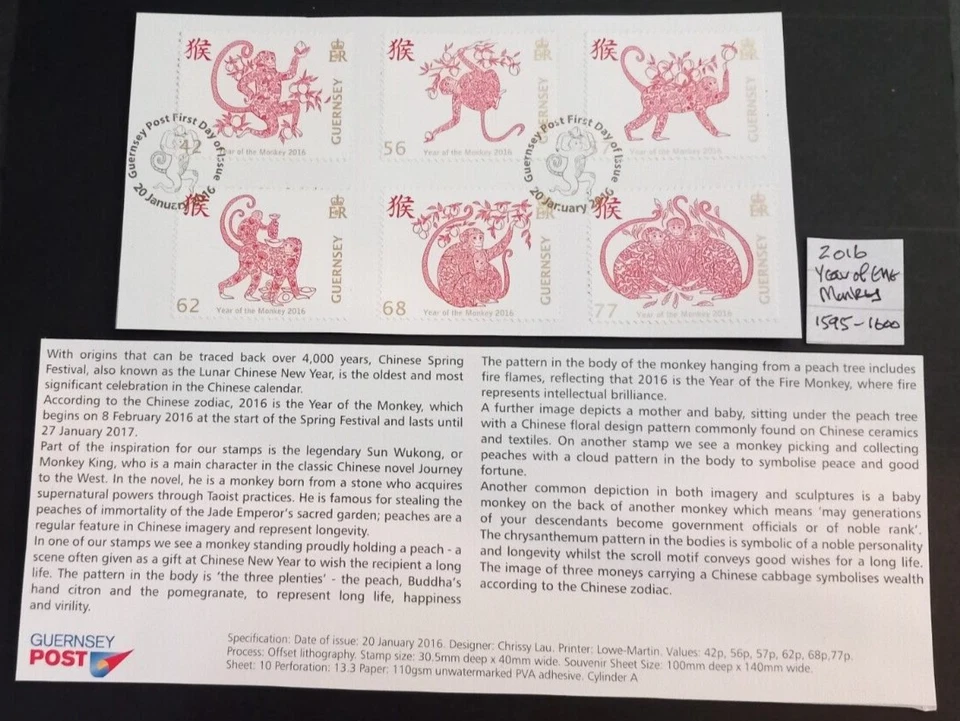 猴
ER
GUERNSEY
42
Year of the Monkey 2016
猴
ER
GUERNSEY
56
Year of the Monkey 2016
猴
ER
GUERNSEY
Guernsey Post First Day of Issue
20 January 2016
Guernsey Post First Day of Issue
20 January 2016
猴
ER
GUERNSEY
62
Year of the Monkey 2016
猴
ER
GUERNSEY
68
Year of the Monkey 2016
猴
ER
GUERNSEY
77
Year of the Monkey 2016
2016
Year of the
Monkey
1595-1600
With origins that can be traced back over 4,000 years, Chinese Spring
Festival, also known as the Lunar Chinese New Year, is the oldest and most
significant celebration in the Chinese calendar.
According to the Chinese zodiac, 2016 is the Year of the Monkey, which
begins on 8 February 2016 at the start of the Spring Festival and lasts until
27 January 2017.
Part of the inspiration for our stamps is the legendary Sun Wukong, or
Monkey King, who is a main character in the classic Chinese novel Journey
to the West. In the novel, he is a monkey born from a stone who acquires
supernatural powers through Taoist practices. He is famous for stealing the
peaches of immortality of the Jade Emperor's sacred garden; peaches are a
regular feature in Chinese imagery and represent longevity.
In one of our stamps we see a monkey standing proudly holding a peach - a
scene often given as a gift at Chinese New Year to wish the recipient a long
life. The pattern in the body is 'the three plenties' - the peach, Buddha's
hand citron and the pomegranate, to represent long life, happiness
and virility.
The pattern in the body of the monkey hanging from a peach tree includes
fire flames, reflecting that 2016 is the Year of the Fire Monkey, where fire
represents intellectual brilliance.
A further image depicts a mother and baby, sitting under the peach tree
with a Chinese floral design pattern commonly found on Chinese ceramics
and textiles. On another stamp we see a monkey picking and collecting
peaches with a cloud pattern in the body to symbolise peace and good
fortune.
Another common depiction in both imagery and sculptures is a baby
monkey on the back of another monkey which means 'may generations
of your descendants become government officials or of noble rank'.
The chrysanthemum pattern in the bodies is symbolic of a noble personality
and longevity whilst the scroll motif conveys good wishes for a long life.
The image of three moneys carrying a Chinese cabbage symbolises wealth
according to the Chinese zodiac.
GUERNSEY
POST
Specification: Date of issue: 20 January 2016. Designer: Chrissy Lau. Printer: Lowe-Martin. Values: 42p, 56p, 57p, 62p, 68p,77p.
Process: Offset lithography. Stamp size: 30.5mm deep x 40mm wide. Souvenir Sheet Size: 100mm deep x 140mm wide.
Sheet: 10 Perforation: 13.3 Paper: 110gsm unwatermarked PVA adhesive. Cylinder A